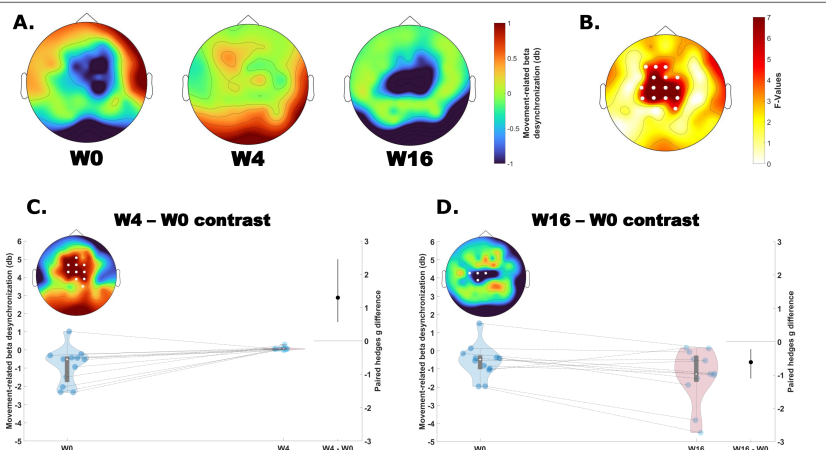 A.
B.
W0
W4
W16
1
0.5
0
-0.5
-1
Movement-related beta
desynchronization (db)
7
6
5
4
3
2
1
0
F-Values
C.
W4 – W0 contrast
6
5
4
3
2
1
0
-1
-2
-3
-4
-5
Movement-related beta desynchronization (db)
3
2
1
0
-1
-2
-3
Paired hedges g difference
W0
W4
W4 - W0
D.
W16 – W0 contrast
6
5
4
3
2
1
0
-1
-2
-3
-4
-5
Movement-related beta desynchronization (db)
3
2
1
0
-1
-2
-3
Paired hedges g difference
W0
W16
W16 - W0